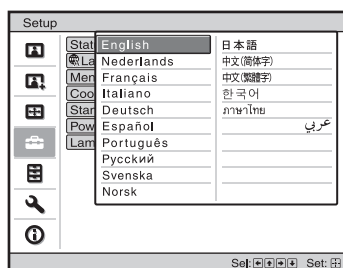 Setup
Stat
La
Men
Coo
Star
Pow
Lam
English
Nederlands
Français
Italiano
Deutsch
Español
Português
Русский
Svenska
Norsk
日本語
中文(简体字)
中文(繁體字)
한국어
ภาษาไทย
عربي
Sel: Set: